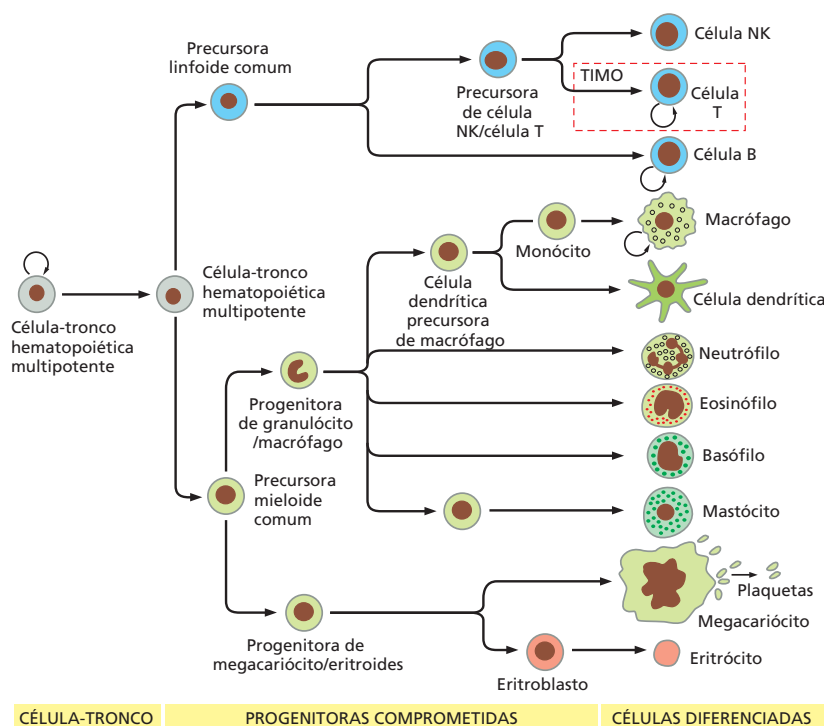 Precursora
linfoide comum
Célula NK
TIMO
Célula
T
Precursora
de célula
NK/célula T
Célula B
Macrófago
Monócito
Célula-tronco
hematopoiética
multipotente
Célula-tronco
hematopoiética
multipotente
Célula
dendrítica
precursora
de macrófago
Célula dendrítica
Neutrófilo
Progenitora
de granulócito
/macrófago
Eosinófilo
Basófilo
Precursora
mieloide
comum
Mastócito
Plaquetas
Megacariócito
Progenitora de
megacariócito/eritroides
Eritroblasto
Eritrócito
CÉLULA-TRONCO
PROGENITORAS COMPROMETIDAS
CÉLULAS DIFERENCIADAS